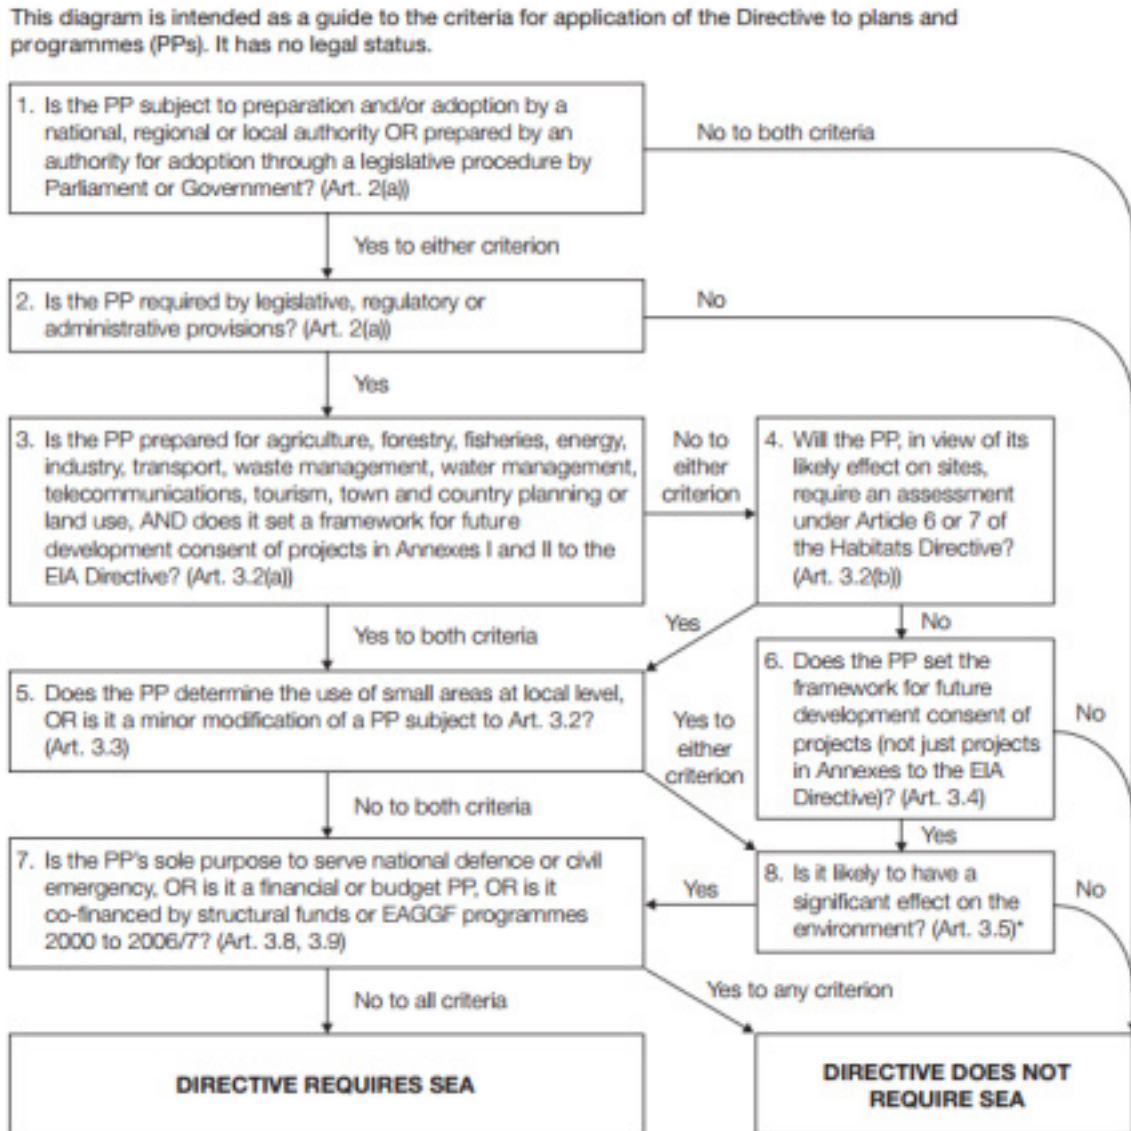 This diagram is intended as a guide to the criteria for application of the Directive to plans and
programmes (PPs). It has no legal status.
1. Is the PP subject to preparation and/or adoption by a
national, regional or local authority OR prepared by an
authority for adoption through a legislative procedure by
Parliament or Government? (Art. 2(a))
No to both criteria
Yes to either criterion
2. Is the PP required by legislative, regulatory or
administrative provisions? (Art. 2(a))
No
Yes
3. Is the PP prepared for agriculture, forestry, fisheries, energy,
industry, transport, waste management, water management,
telecommunications, tourism, town and country planning or
land use, AND does it set a framework for future
development consent of projects in Annexes I and II to the
EIA Directive? (Art. 3.2(a))
No to
either
criterion
4. Will the PP, in view of its
likely effect on sites,
require an assessment
under Article 6 or 7 of
the Habitats Directive?
(Art. 3.2(b))
Yes to both criteria
Yes
No
5. Does the PP determine the use of small areas at local level,
OR is it a minor modification of a PP subject to Art. 3.2?
(Art. 3.3)
Yes to
either
criterion
6. Does the PP set the
framework for future
development consent of
projects (not just projects
in Annexes to the EIA
Directive)? (Art. 3.4)
No
No to both criteria
Yes
7. Is the PP's sole purpose to serve national defence or civil
emergency, OR is it a financial or budget PP, OR is it
co-financed by structural funds or EAGGF programmes
2000 to 2006/7? (Art. 3.8, 3.9)
Yes
8. Is it likely to have a
significant effect on the
environment? (Art. 3.5)*
No
No to all criteria
Yes to any criterion
DIRECTIVE REQUIRES SEA
DIRECTIVE DOES NOT
REQUIRE SEA